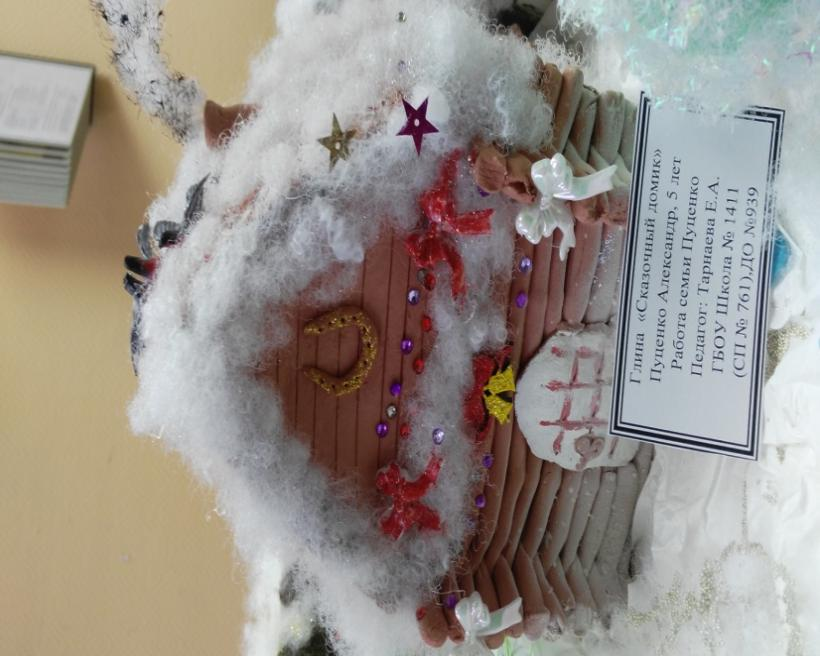 Глина «Сказочный домик»
Пуценко Александр, 5 лет
Работа семьи Пуценко
Педагог: Тарнаева Е.А.
ГБОУ Школа № 1411
(СП № 761),ДО №939